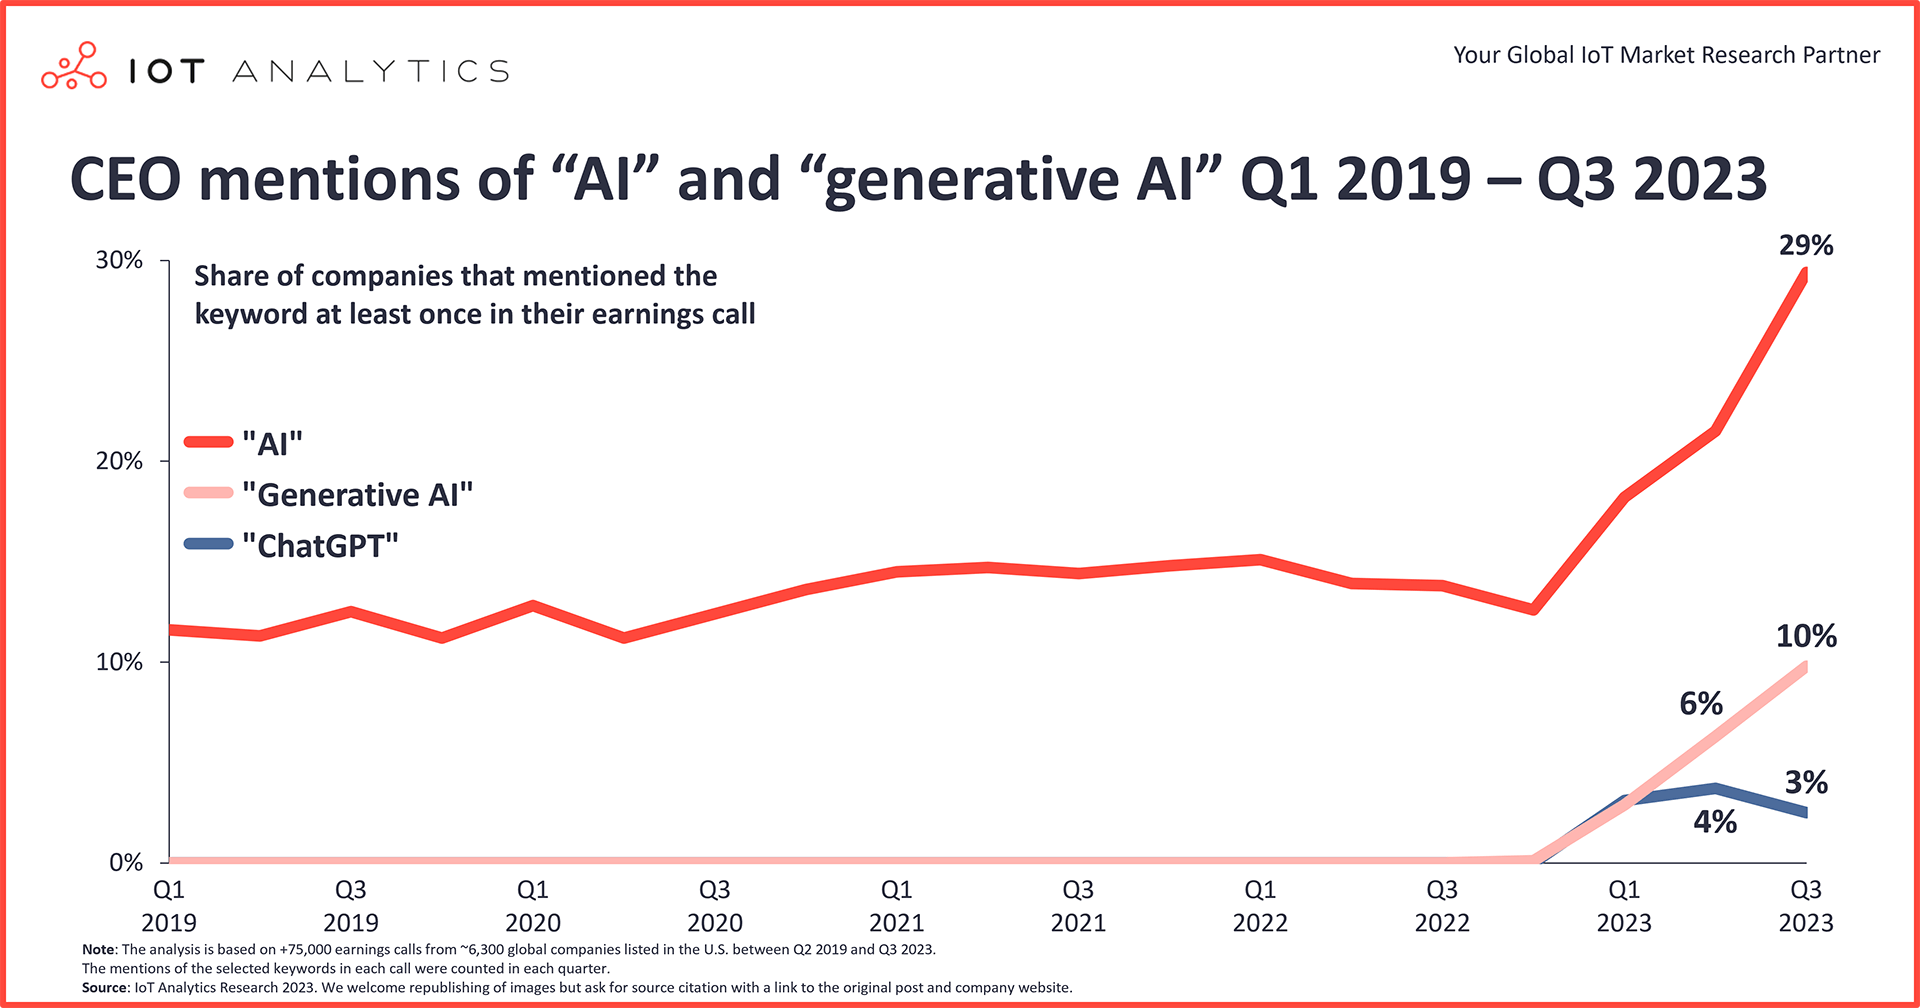 IOT ANALYTICS
Your Global IoT Market Research Partner
CEO mentions of “AI” and “generative AI” Q1 2019 – Q3 2023
Share of companies that mentioned the
keyword at least once in their earnings call
"AI"
"Generative AI"
"ChatGPT"
30%
20%
10%
0%
29%
10%
6%
3%
4%
Q1 Q3 Q1 Q3 Q1 Q3 Q1 Q3 Q1 Q3
2019 2019 2020 2020 2021 2021 2022 2022 2023 2023
Note: The analysis is based on +75,000 earnings calls from ~6,300 global companies listed in the U.S. between Q2 2019 and Q3 2023.
The mentions of the selected keywords in each call were counted in each quarter.
Source: IoT Analytics Research 2023. We welcome republishing of images but ask for source citation with a link to the original post and company website.